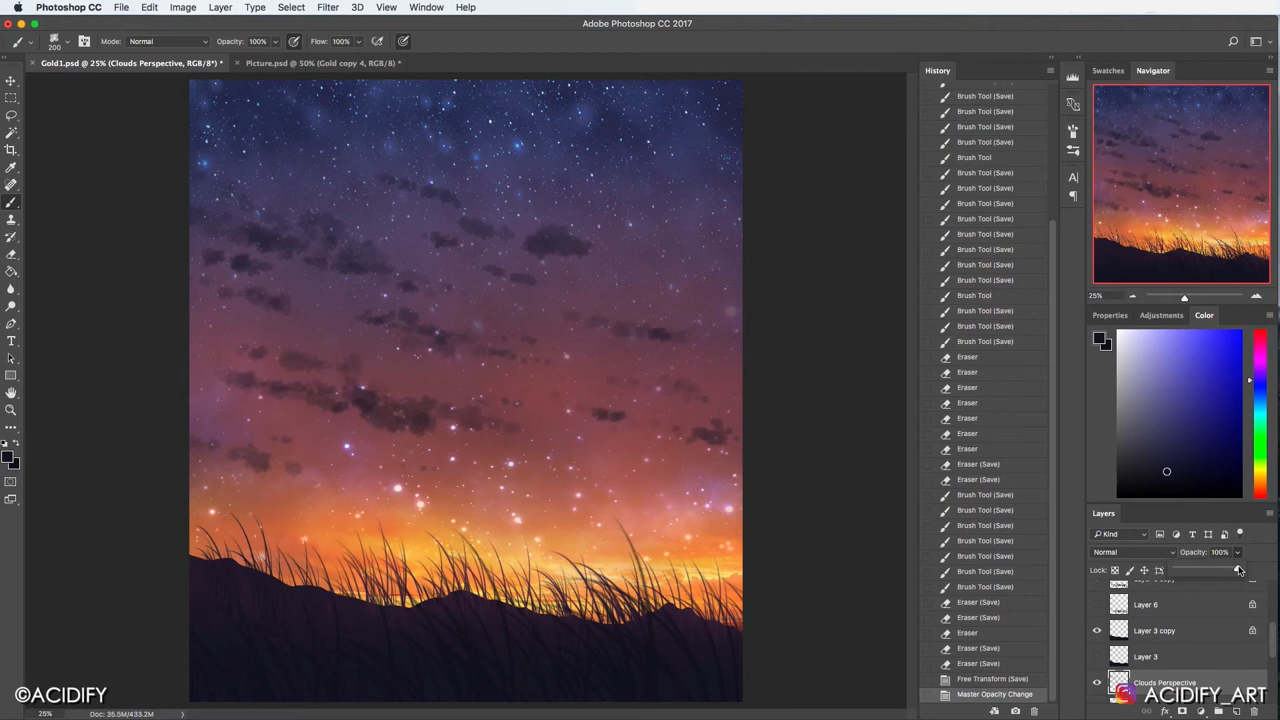 Photoshop CC File Edit Image Layer Type Select Filter 3D View Window Help
Adobe Photoshop CC 2017
200 Mode: Normal Opacity: 100% Flow: 100%
Gold1.psd @ 25% (Clouds Perspective, RGB/8*) * Picture.psd @ 50% (Gold copy 4, RGB/8) *
History
Brush Tool (Save)
Brush Tool (Save)
Brush Tool (Save)
Brush Tool (Save)
Brush Tool
Brush Tool (Save)
Brush Tool (Save)
Brush Tool (Save)
Brush Tool (Save)
Brush Tool (Save)
Brush Tool (Save)
Brush Tool (Save)
Brush Tool (Save)
Brush Tool
Brush Tool (Save)
Brush Tool (Save)
Brush Tool (Save)
Eraser
Eraser
Eraser
Eraser
Eraser
Eraser
Eraser
Eraser (Save)
Eraser (Save)
Brush Tool (Save)
Brush Tool (Save)
Brush Tool (Save)
Brush Tool (Save)
Brush Tool (Save)
Brush Tool (Save)
Brush Tool (Save)
Eraser (Save)
Eraser (Save)
Eraser
Eraser (Save)
Eraser (Save)
Free Transform (Save)
Master Opacity Change
Swatches Navigator
25%
Properties Adjustments Color
Layers
Kind
Normal Opacity: 100%
Lock:
Layer 6
Layer 3 copy
Layer 3
Clouds Perspective
©ACIDIFY
ACIDIFY_ART
25% Doc: 35.5M/433.2M